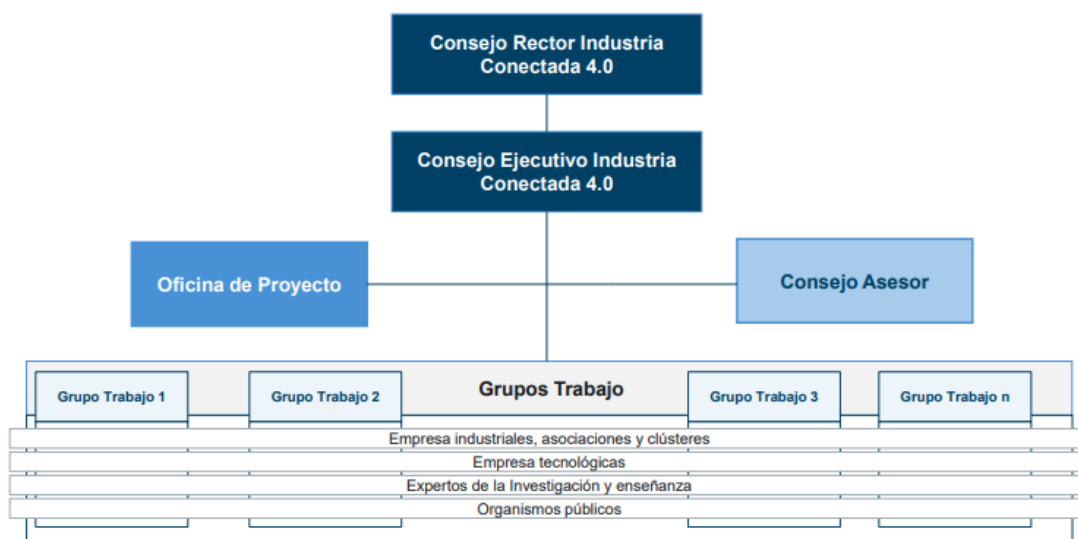 Consejo Rector Industria
Conectada 4.0
Consejo Ejecutivo Industria
Conectada 4.0
Oficina de Proyecto
Consejo Asesor
Grupos Trabajo
Grupo Trabajo 1
Grupo Trabajo 2
Grupo Trabajo 3
Grupo Trabajo n
Empresa industriales, asociaciones y clústeres
Empresa tecnológicas
Expertos de la Investigación y enseñanza
Organismos públicos